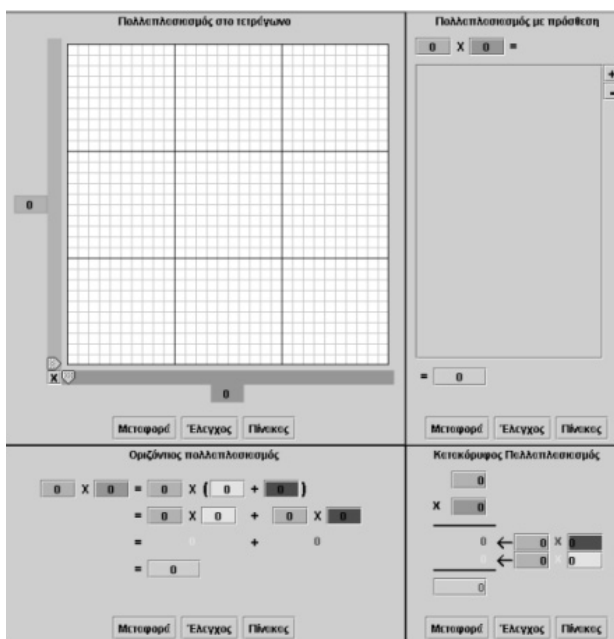 Πολλαπλασιασμός στο τετράγωνο
0
X
0
Μεταφορά Έλεγχος Πίνακας
Πολλαπλασιασμός με πρόσθεση
0 X 0 =
+
-
= 0
Μεταφορά Έλεγχος Πίνακας
Οριζόντιος πολλαπλασιασμός
0 X 0 = 0 X ( 0 + 0 )
= 0 X 0 + 0 X 0
= 0 + 0
= 0
Μεταφορά Έλεγχος Πίνακας
Κατακόρυφος Πολλαπλασιασμός
0
X 0
0 ← 0 X 0
0 ← 0 X 0
0
Μεταφορά Έλεγχος Πίνακας